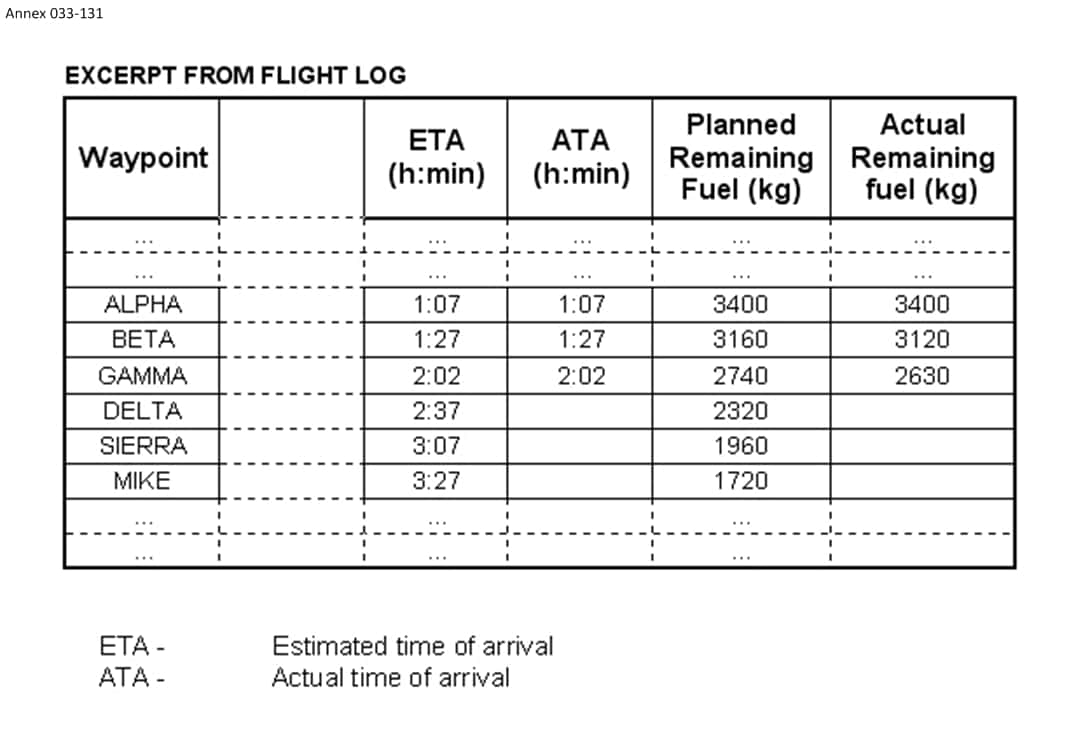 Annex 033-131
EXCERPT FROM FLIGHT LOG
Waypoint ETA (h:min) ATA (h:min) Planned Remaining Fuel (kg) Actual Remaining fuel (kg)
... ... ... ... ...
... ... ... ... ...
ALPHA 1:07 1:07 3400 3400
BETA 1:27 1:27 3160 3120
GAMMA 2:02 2:02 2740 2630
DELTA 2:37 2320
SIERRA 3:07 1960
MIKE 3:27 1720
... ... ...
... ... ...
ETA - Estimated time of arrival
ATA - Actual time of arrival